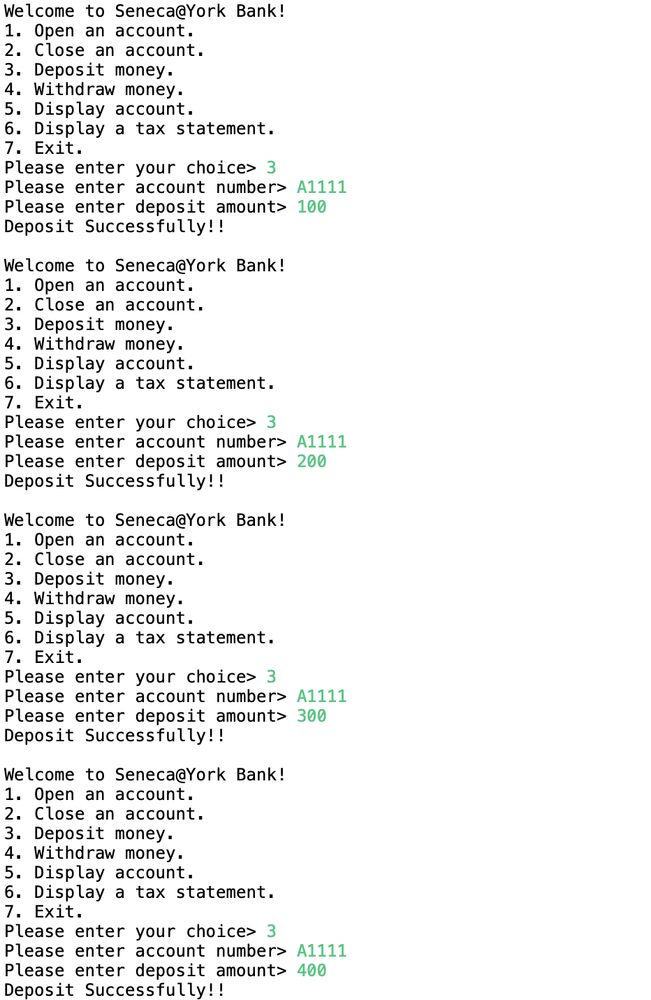 Welcome to Seneca@York Bank!
1. Open an account.
2. Close an account.
3. Deposit money.
4. Withdraw money.
5. Display account.
6. Display a tax statement.
7. Exit.
Please enter your choice> 3
Please enter account number> A1111
Please enter deposit amount> 100
Deposit Successfully!!

Welcome to Seneca@York Bank!
1. Open an account.
2. Close an account.
3. Deposit money.
4. Withdraw money.
5. Display account.
6. Display a tax statement.
7. Exit.
Please enter your choice> 3
Please enter account number> A1111
Please enter deposit amount> 200
Deposit Successfully!!

Welcome to Seneca@York Bank!
1. Open an account.
2. Close an account.
3. Deposit money.
4. Withdraw money.
5. Display account.
6. Display a tax statement.
7. Exit.
Please enter your choice> 3
Please enter account number> A1111
Please enter deposit amount> 300
Deposit Successfully!!

Welcome to Seneca@York Bank!
1. Open an account.
2. Close an account.
3. Deposit money.
4. Withdraw money.
5. Display account.
6. Display a tax statement.
7. Exit.
Please enter your choice> 3
Please enter account number> A1111
Please enter deposit amount> 400
Deposit Successfully!!